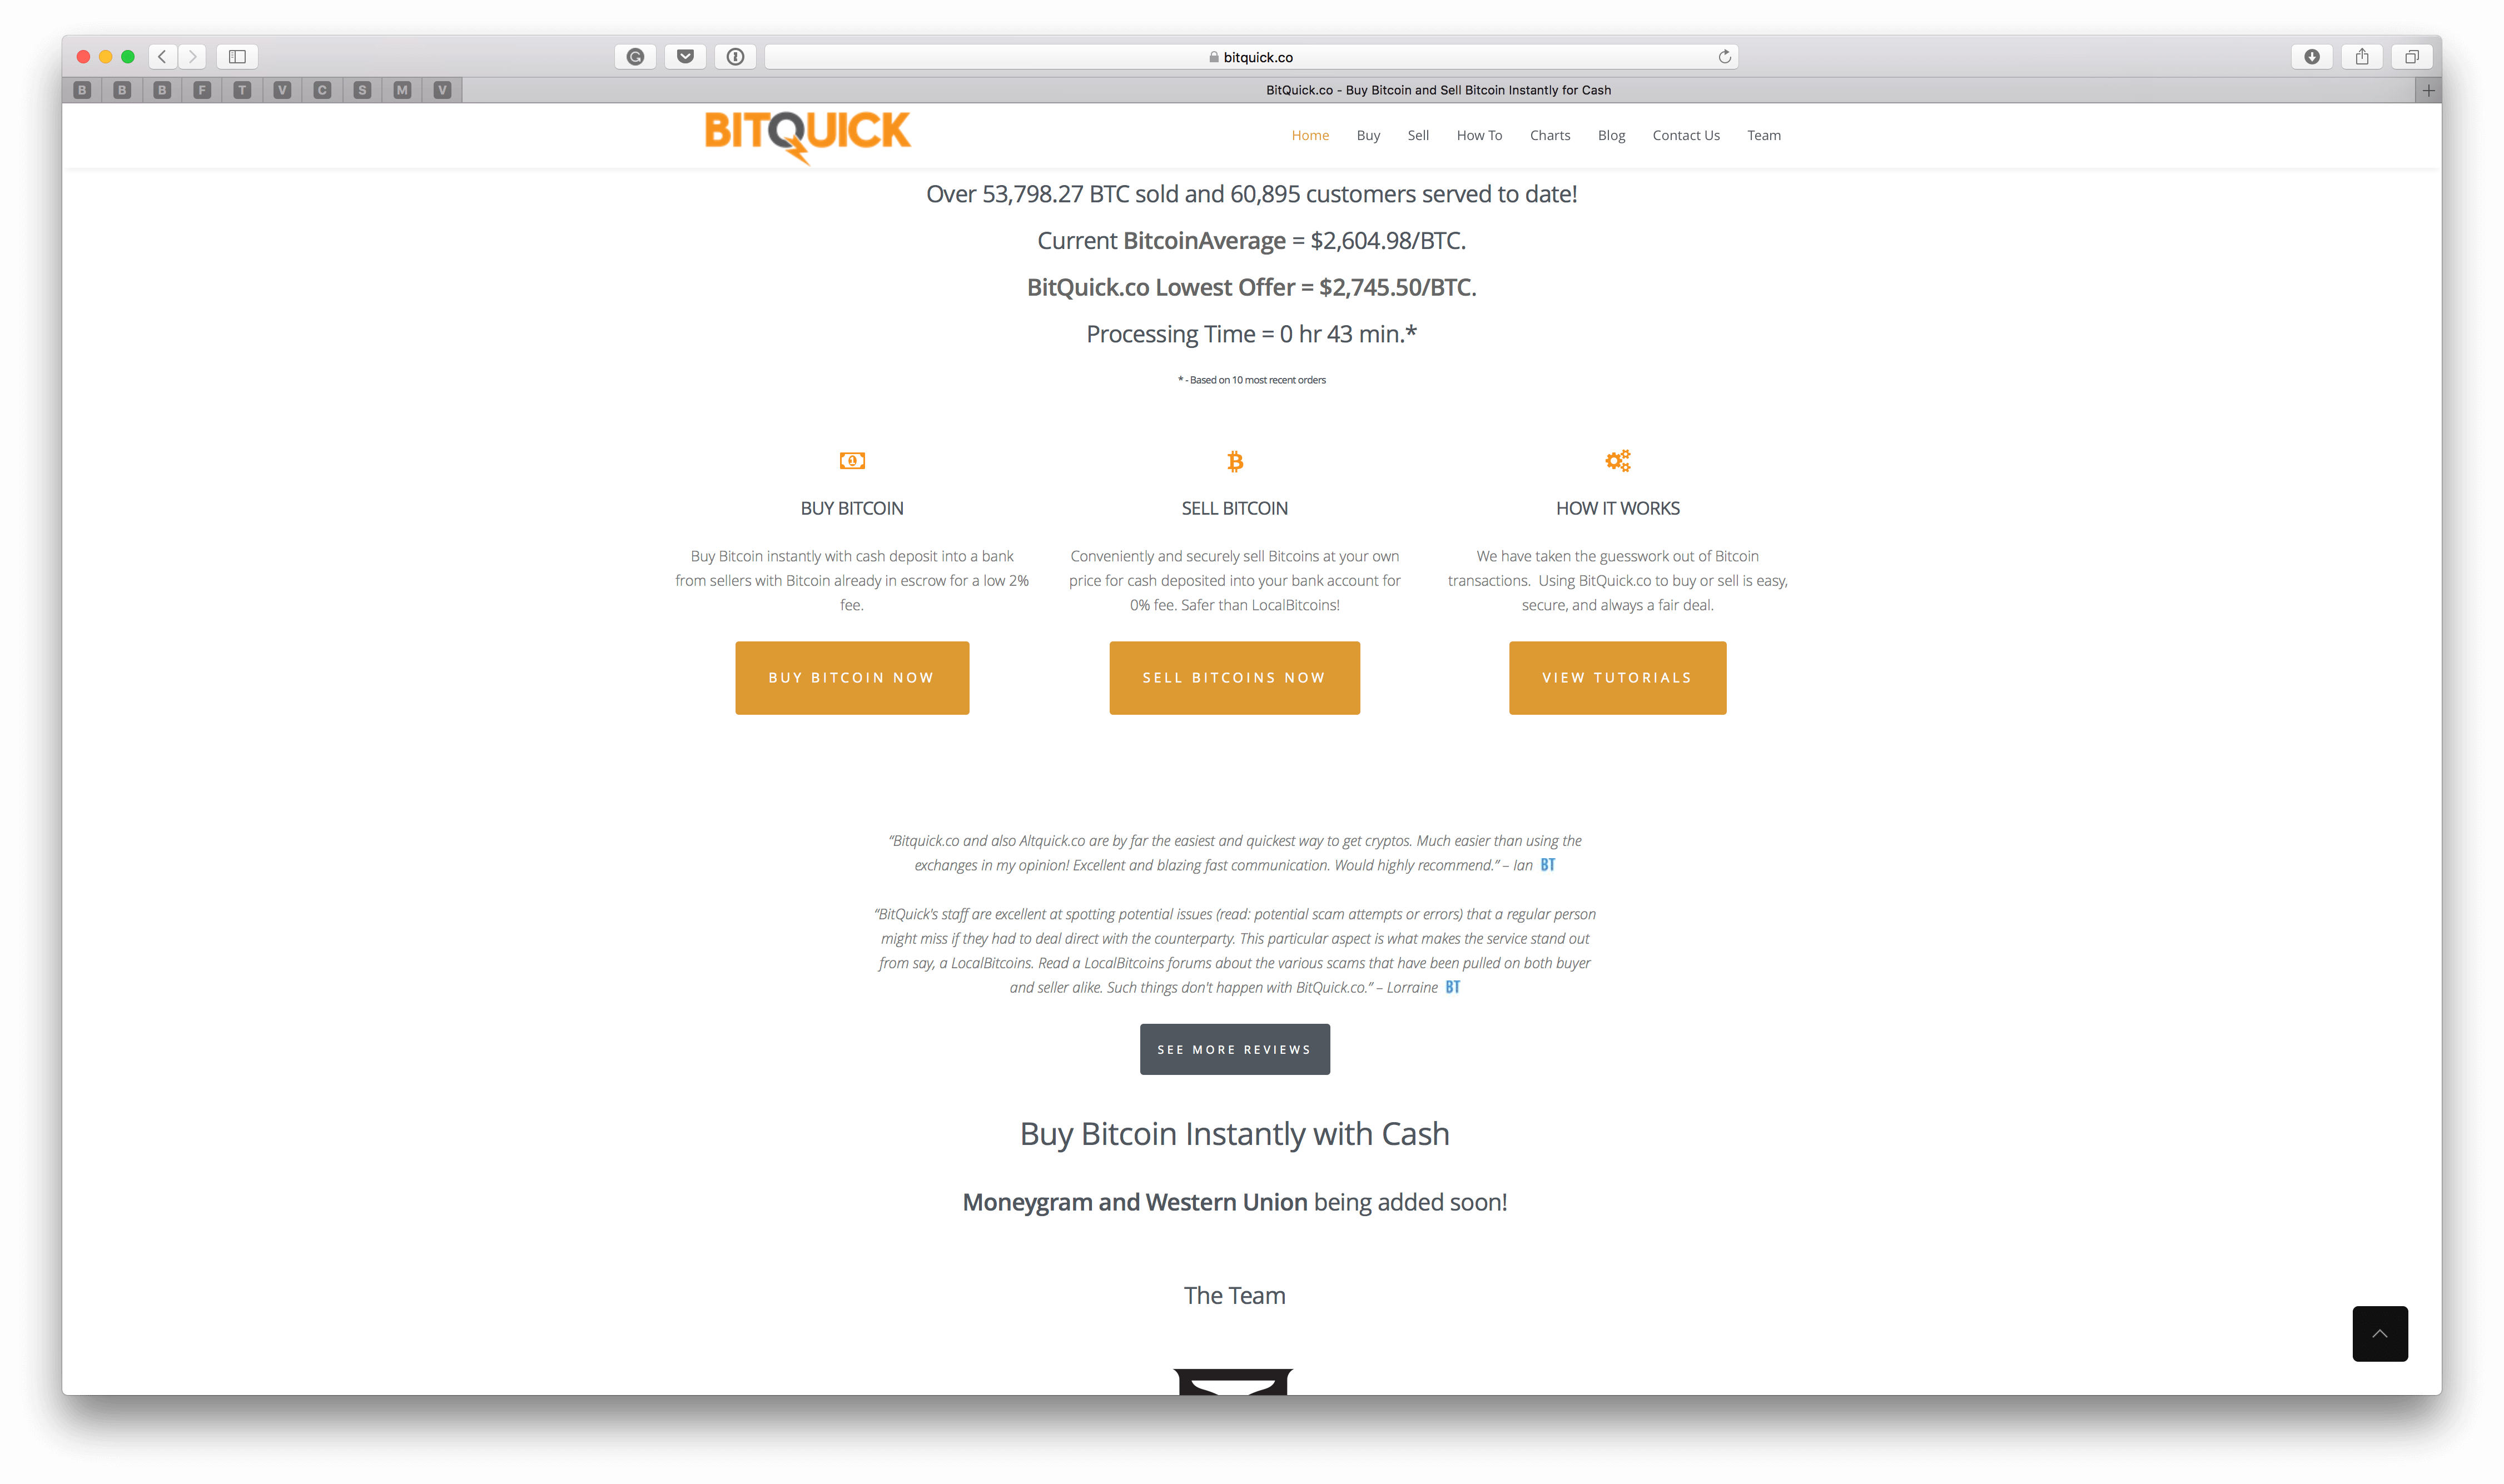 bitquick.co
B B B F T V C S M V
BitQuick.co - Buy Bitcoin and Sell Bitcoin Instantly for Cash
BITQUICK
Home Buy Sell How To Charts Blog Contact Us Team
Over 53,798.27 BTC sold and 60,895 customers served to date!
Current BitcoinAverage = $2,604.98/BTC.
BitQuick.co Lowest Offer = $2,745.50/BTC.
Processing Time = 0 hr 43 min.*
* - Based on 10 most recent orders
BUY BITCOIN
Buy Bitcoin instantly with cash deposit into a bank
from sellers with Bitcoin already in escrow for a low 2%
fee.
BUY BITCOIN NOW
SELL BITCOIN
Conveniently and securely sell Bitcoins at your own
price for cash deposited into your bank account for
0% fee. Safer than LocalBitcoins!
SELL BITCOINS NOW
HOW IT WORKS
We have taken the guesswork out of Bitcoin
transactions.  Using BitQuick.co to buy or sell is easy,
secure, and always a fair deal.
VIEW TUTORIALS
“Bitquick.co and also Altquick.co are by far the easiest and quickest way to get cryptos. Much easier than using the
exchanges in my opinion! Excellent and blazing fast communication. Would highly recommend.” – Ian BT
“BitQuick's staff are excellent at spotting potential issues (read: potential scam attempts or errors) that a regular person
might miss if they had to deal direct with the counterparty. This particular aspect is what makes the service stand out
from say, a LocalBitcoins. Read a LocalBitcoins forums about the various scams that have been pulled on both buyer
and seller alike. Such things don't happen with BitQuick.co.” – Lorraine BT
SEE MORE REVIEWS
Buy Bitcoin Instantly with Cash
Moneygram and Western Union being added soon!
The Team